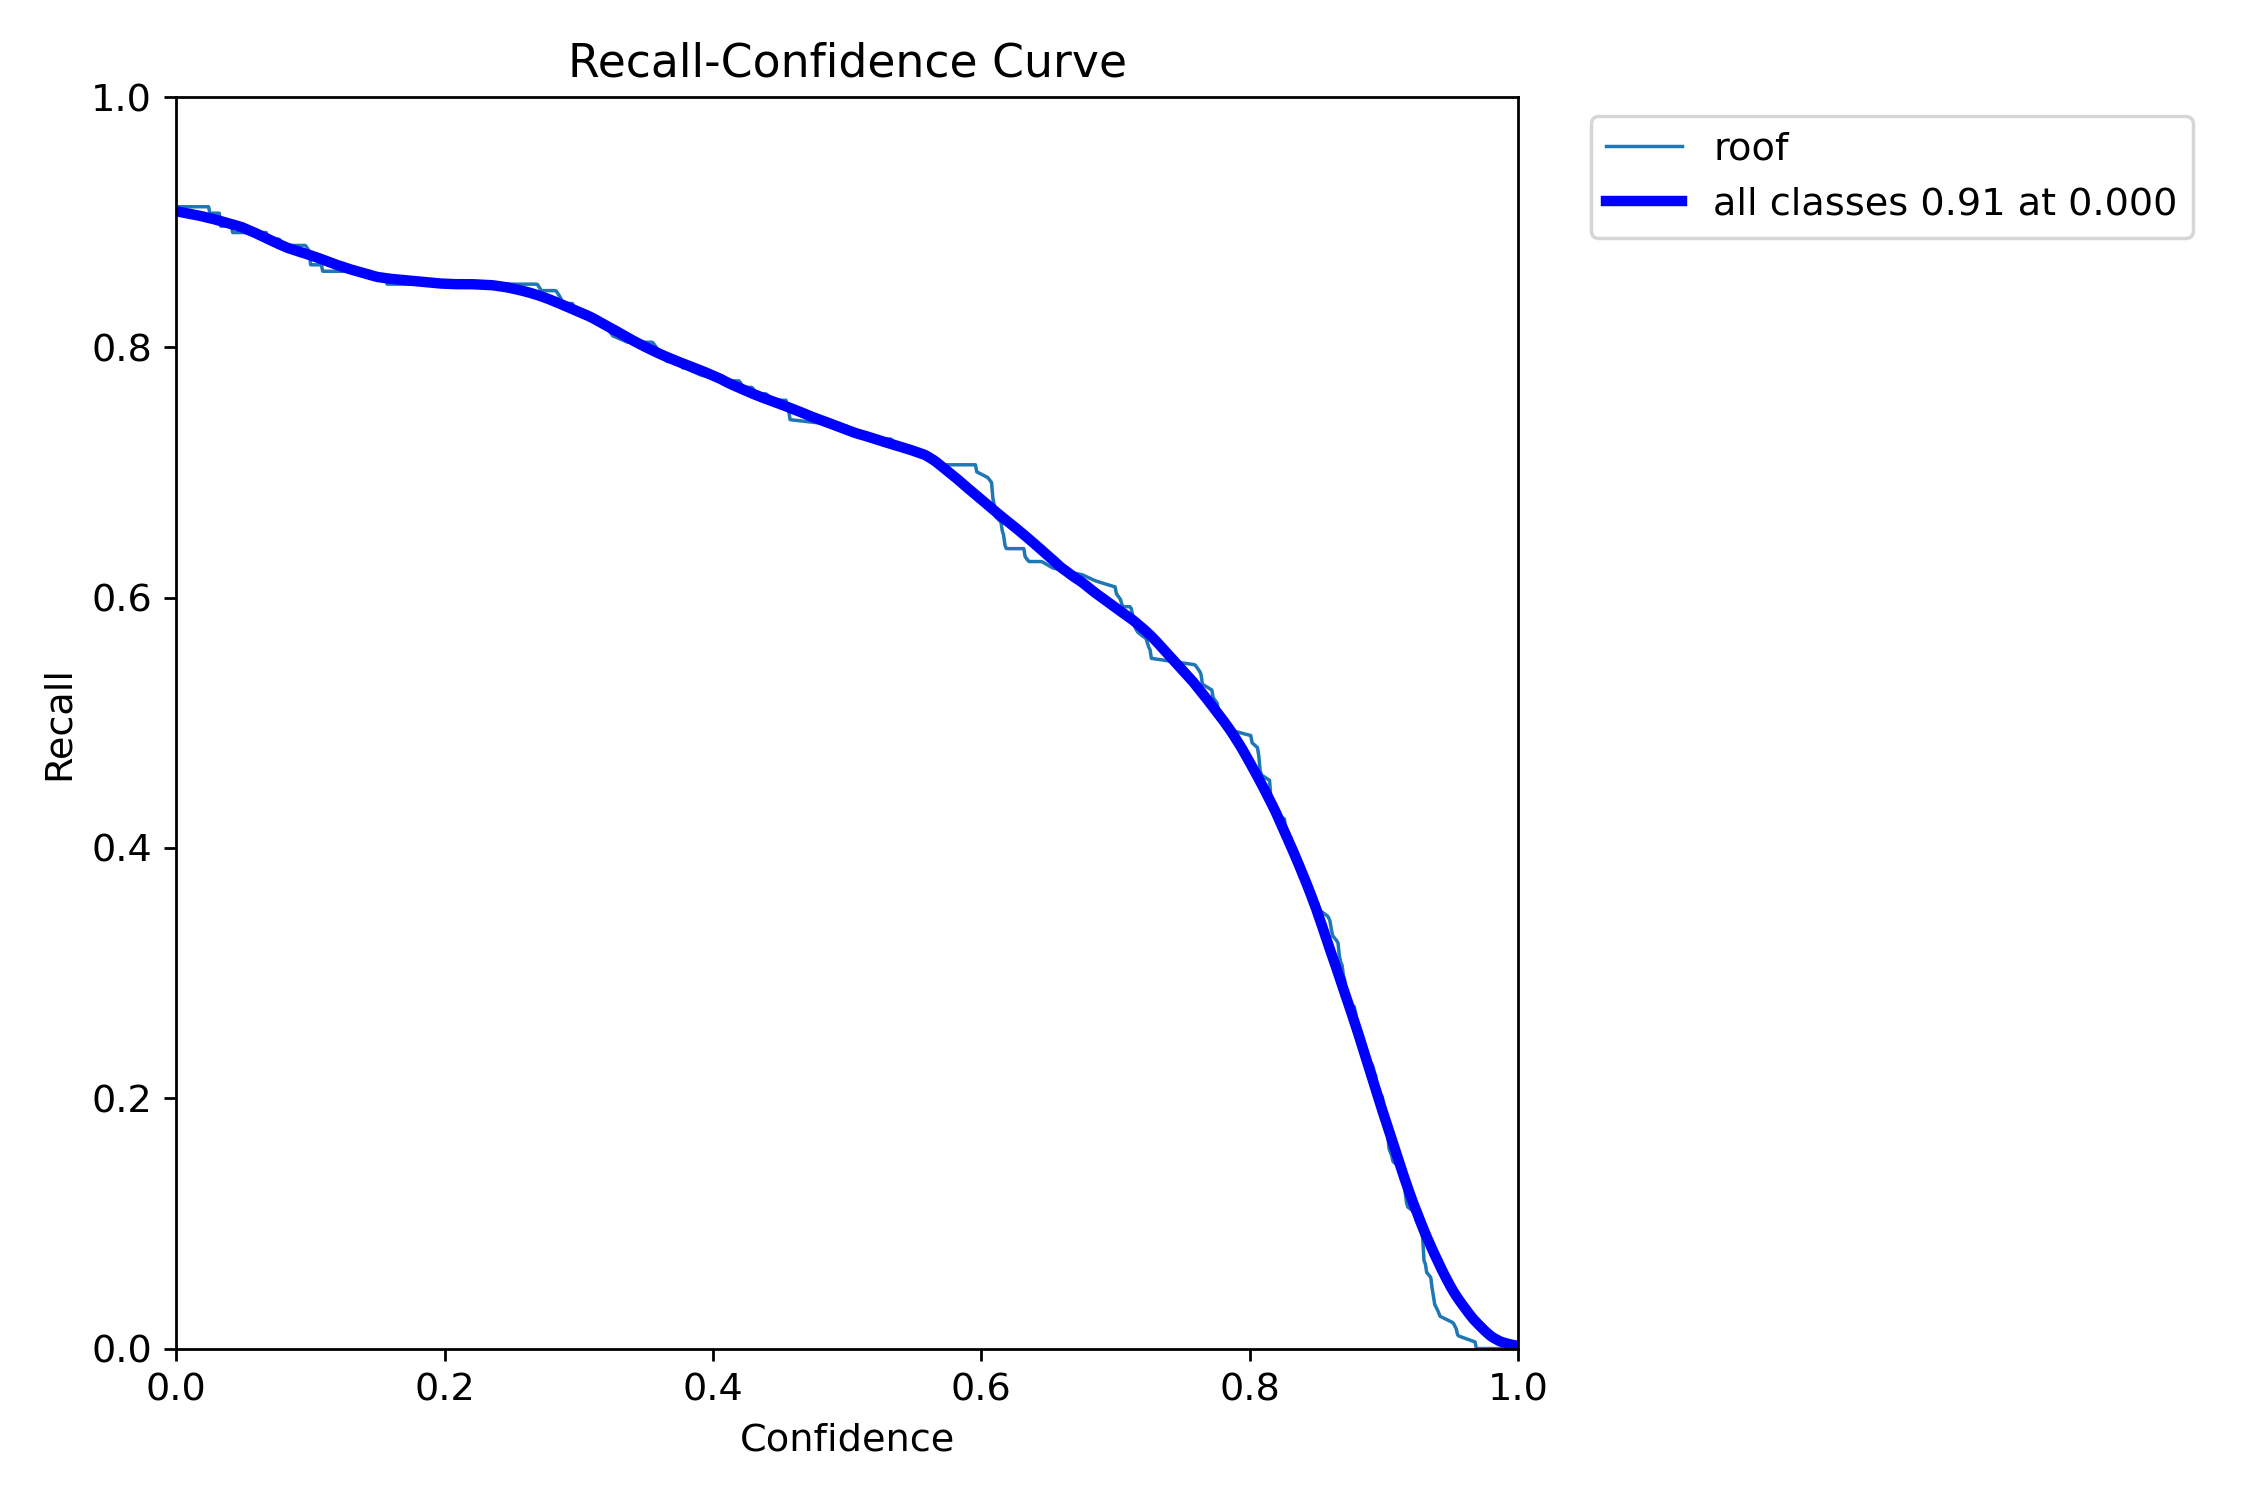 Recall-Confidence Curve
roof
all classes 0.91 at 0.000
1.0
0.8
0.6
0.4
0.2
0.0
Recall
0.0 0.2 0.4 0.6 0.8 1.0
Confidence